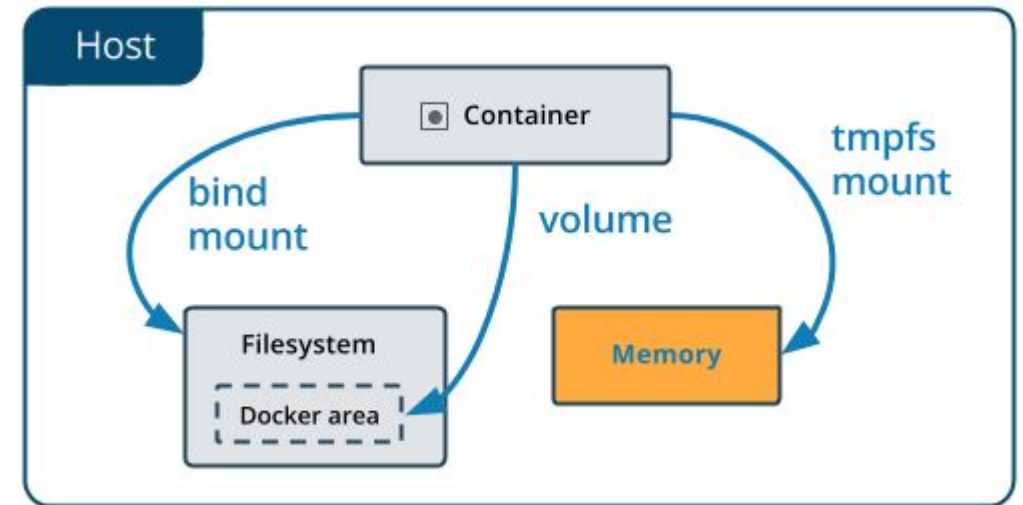 Host
Container
bind
mount
volume
tmpfs
mount
Filesystem
Docker area
Memory